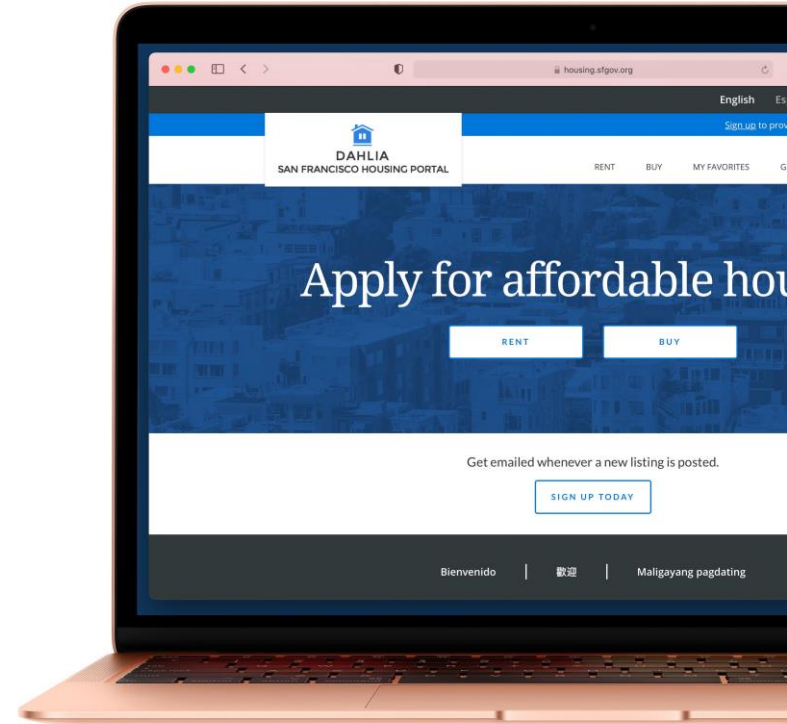 housing.sfgov.org
English Es
Sign up to prov
DAHLIA
SAN FRANCISCO HOUSING PORTAL
RENT BUY MY FAVORITES G
Apply for affordable hou
RENT BUY
Get emailed whenever a new listing is posted.
SIGN UP TODAY
Bienvenido | 歡迎 | Maligayang pagdating